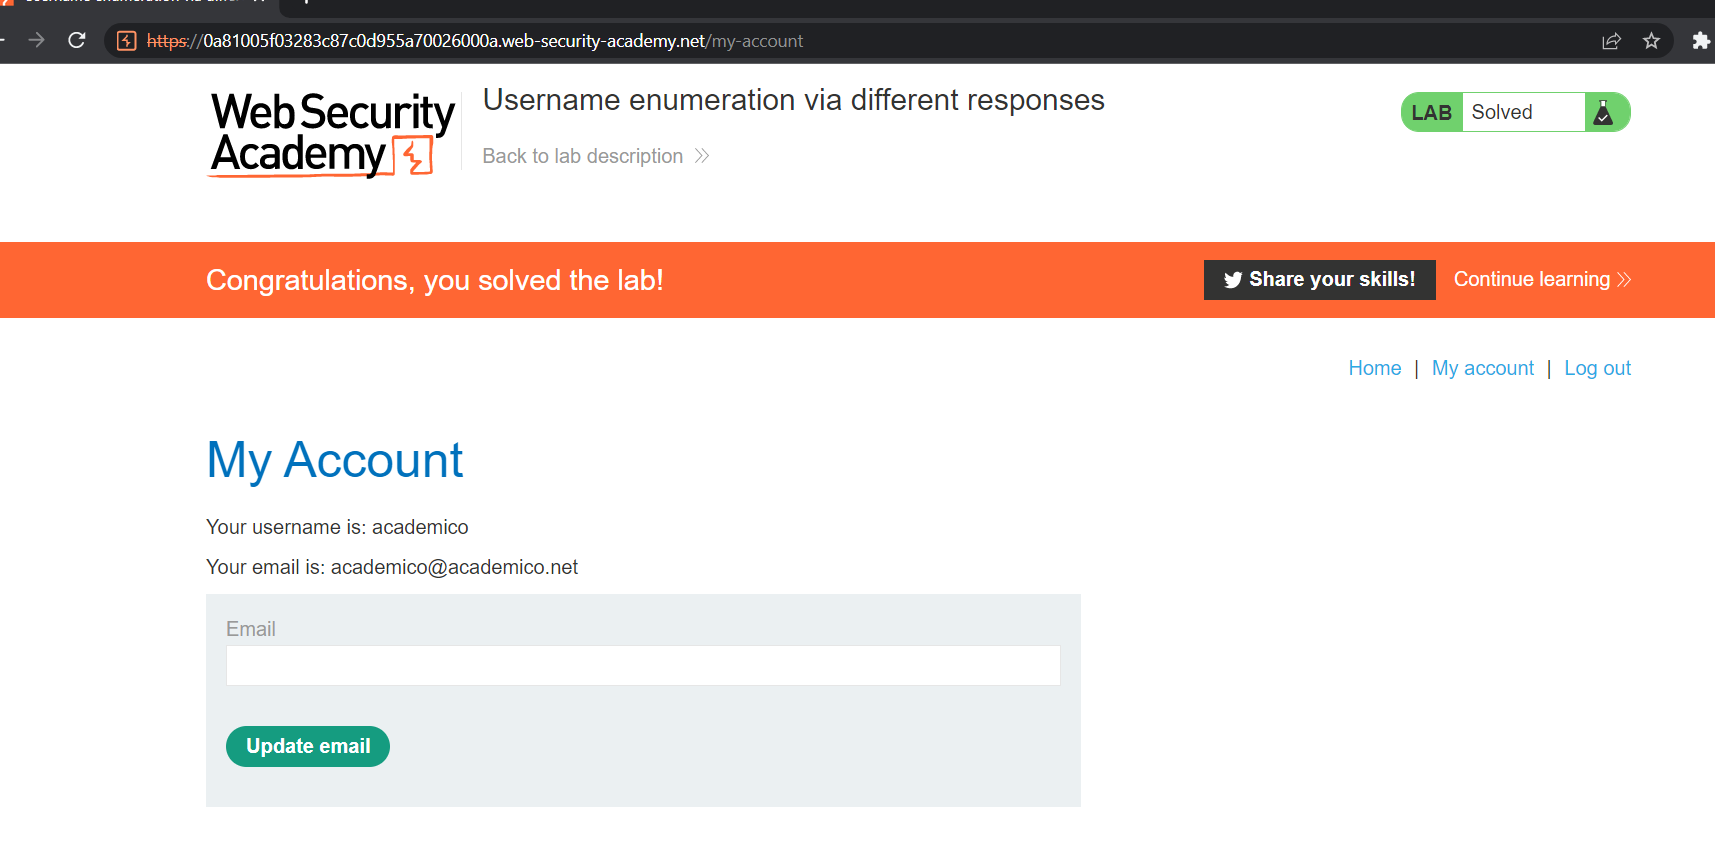 https://0a81005f03283c87c0d955a70026000a.web-security-academy.net/my-account
Web Security
Academy
Username enumeration via different responses
Back to lab description
LAB Solved
Congratulations, you solved the lab!
Share your skills!
Continue learning
Home | My account | Log out
My Account
Your username is: academico
Your email is: academico@academico.net
Email
Update email